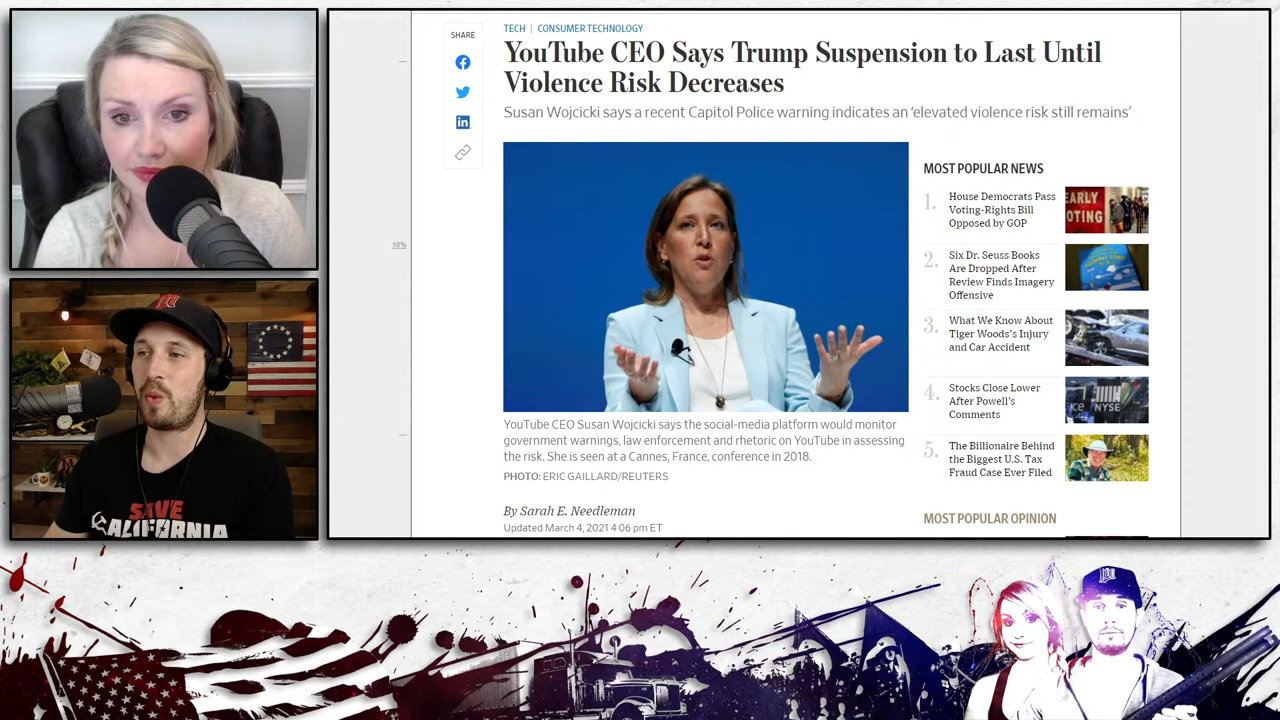 SHARE
TECH | CONSUMER TECHNOLOGY
YouTube CEO Says Trump Suspension to Last Until
Violence Risk Decreases
Susan Wojcicki says a recent Capitol Police warning indicates an ‘elevated violence risk still remains’
10%
YouTube CEO Susan Wojcicki says the social-media platform would monitor
government warnings, law enforcement and rhetoric on YouTube in assessing
the risk. She is seen at a Cannes, France, conference in 2018.
PHOTO: ERIC GAILLARD/REUTERS
By Sarah E. Needleman
Updated March 4, 2021 4:06 pm ET
MOST POPULAR NEWS
1.
House Democrats Pass
Voting-Rights Bill
Opposed by GOP
EARLY
VOTING
2.
Six Dr. Seuss Books
Are Dropped After
Review Finds Imagery
Offensive
3.
What We Know About
Tiger Woods’s Injury
and Car Accident
4.
Stocks Close Lower
After Powell’s
Comments
NYSE
5.
The Billionaire Behind
the Biggest U.S. Tax
Fraud Case Ever Filed
MOST POPULAR OPINION
SAVE
CALIFORNIA